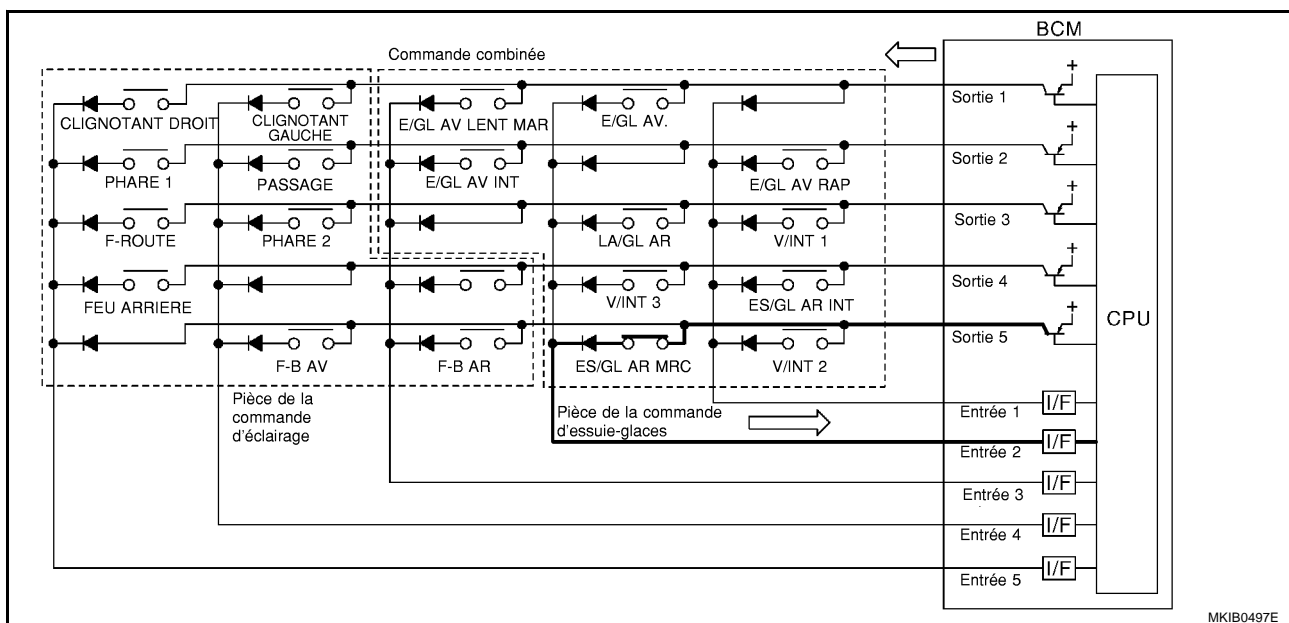 BCM
Commande combinée
CPU
Sortie 1
CLIGNOTANT DROIT
CLIGNOTANT
GAUCHE
E/GL AV LENT MAR
E/GL AV.
Sortie 2
PHARE 1
PASSAGE
E/GL AV INT
E/GL AV RAP
Sortie 3
F-ROUTE
PHARE 2
LA/GL AR
V/INT 1
Sortie 4
FEU ARRIERE
V/INT 3
ES/GL AR INT
Sortie 5
F-B AV
F-B AR
ES/GL AR MRC
V/INT 2
Pièce de la
commande
d'éclairage
Pièce de la commande
d'essuie-glaces
Entrée 1
I/F
Entrée 2
I/F
Entrée 3
I/F
Entrée 4
I/F
Entrée 5
I/F
MKIB0497E